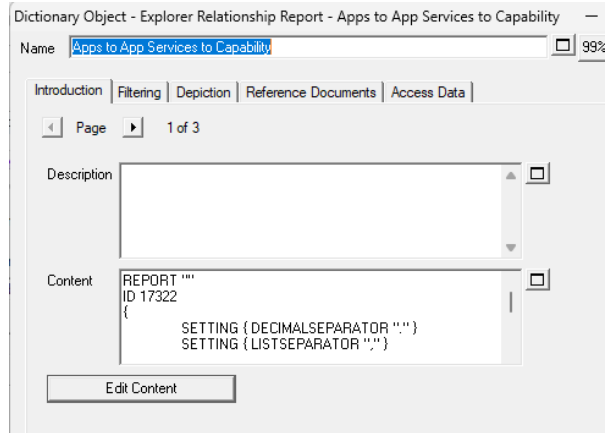 Dictionary Object - Explorer Relationship Report - Apps to App Services to Capability
Name Apps to App Services to Capability 99%
Introduction Filtering Depiction Reference Documents Access Data
Page 1 of 3
Description
Content REPORT ""
ID 17322
{
SETTING { DECIMALSEPARATOR "." }
SETTING { LISTSEPARATOR "," }
Edit Content